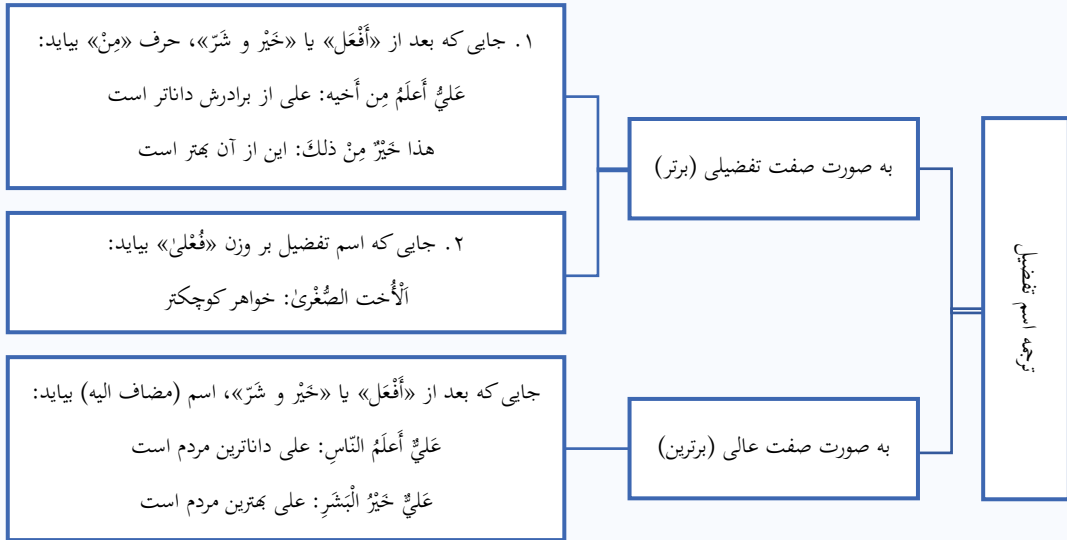 ترجمه اسم تفضیل
به صورت صفت تفضیلی (برتر)
۱. جایی که بعد از «أَفْعَل» یا «خَیْر و شَرّ»، حرف «مِنْ» بیاید:
عَليُّ أَعلَمُ مِن أَخیه: علی از برادرش داناتر است
هذا خَیْرٌ مِنْ ذلكَ: این از آن بهتر است
۲. جایی که اسم تفضیل بر وزن «فُعْلیٰ» بیاید:
اَلْأُخت الصُّغْریٰ: خواهر کوچکتر
به صورت صفت عالی (برترین)
جایی که بعد از «أَفْعَل» یا «خَیْر و شَرّ»، اسم (مضاف الیه) بیاید:
عَليٌّ أَعلَمُ النّاسِ: علی داناترین مردم است
عَليٌّ خَیْرُ الْبَشَرِ: علی بهترین مردم است